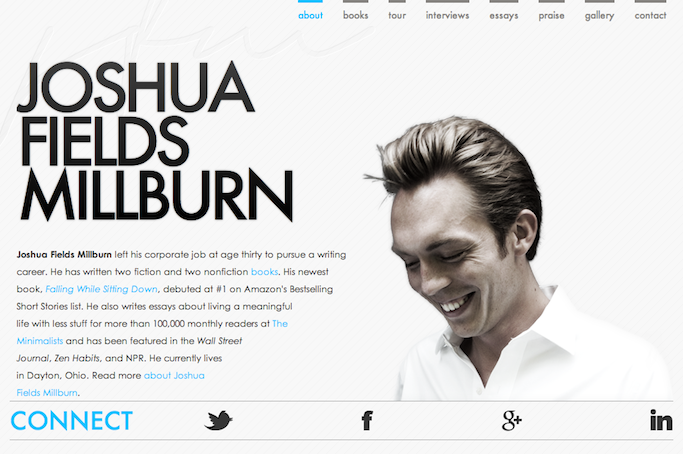 about books tour interviews essays praise gallery contact
JOSHUA
FIELDS
MILLBURN
Joshua Fields Millburn left his corporate job at age thirty to pursue a writing
career. He has written two fiction and two nonfiction books. His newest
book, Falling While Sitting Down, debuted at #1 on Amazon's Bestselling
Short Stories list. He also writes essays about living a meaningful
life with less stuff for more than 100,000 monthly readers at The
Minimalists and has been featured in the Wall Street
Journal, Zen Habits, and NPR. He currently lives
in Dayton, Ohio. Read more about Joshua
Fields Millburn.
CONNECT f g+ in